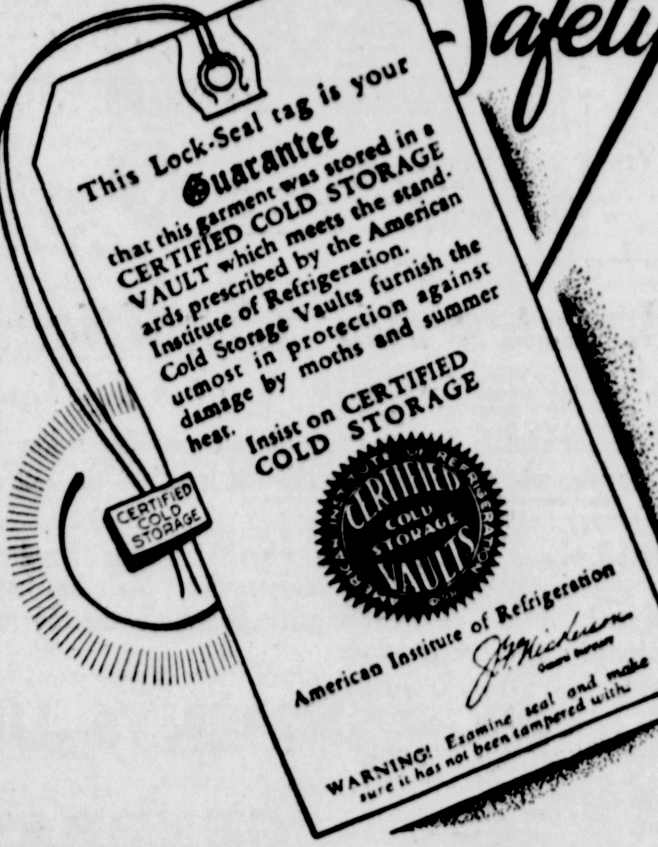 Safety
This Lock-Seal tag is your
Guarantee
that this garment was stored in a
CERTIFIED COLD STORAGE
VAULT which meets the stand-
ards prescribed by the American
Institute of Refrigeration.
Cold Storage Vaults furnish the
utmost in protection against
damage by moths and summer
heat.
Insist on CERTIFIED
COLD STORAGE
AMERICAN INSTITUTE OF REFRIGERATION
CERTIFIED
COLD
STORAGE
VAULTS
CERTIFIED
COLD
STORAGE
American Institute of Refrigeration
WARNING! Examine seal and make
sure it has not been tampered with.